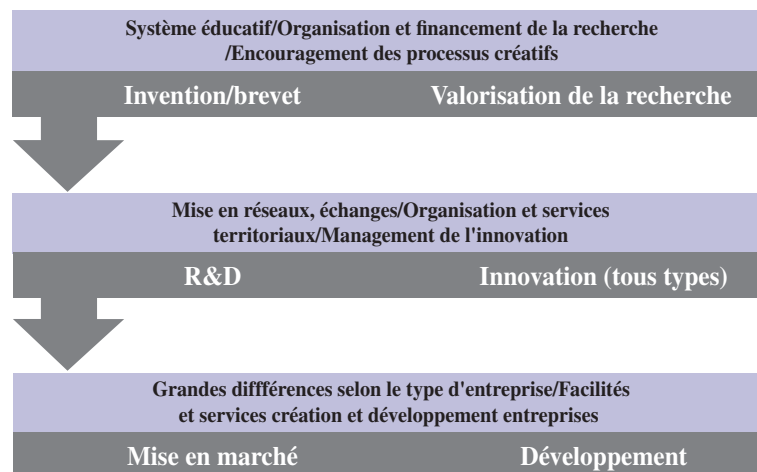 Système éducatif/Organisation et financement de la recherche
/Encouragement des processus créatifs
Invention/brevet Valorisation de la recherche
Mise en réseaux, échanges/Organisation et services
territoriaux/Management de l'innovation
R&D Innovation (tous types)
Grandes diffférences selon le type d'entreprise/Facilités
et services création et développement entreprises
Mise en marché Développement